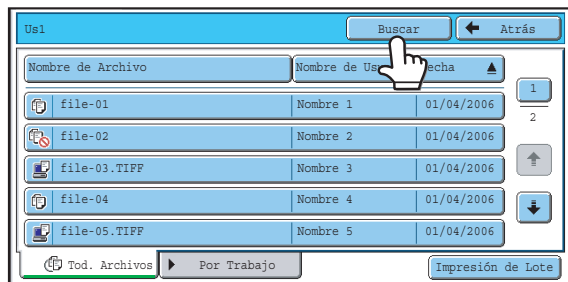 Us1 Buscar Atrás
Nombre de Archivo Nombre de Us echa
1
file-01 Nombre 1 01/04/2006
2
file-02 Nombre 2 01/04/2006
file-03.TIFF Nombre 3 01/04/2006
file-04 Nombre 4 01/04/2006
file-05.TIFF Nombre 5 01/04/2006
Tod. Archivos Por Trabajo Impresión de Lote